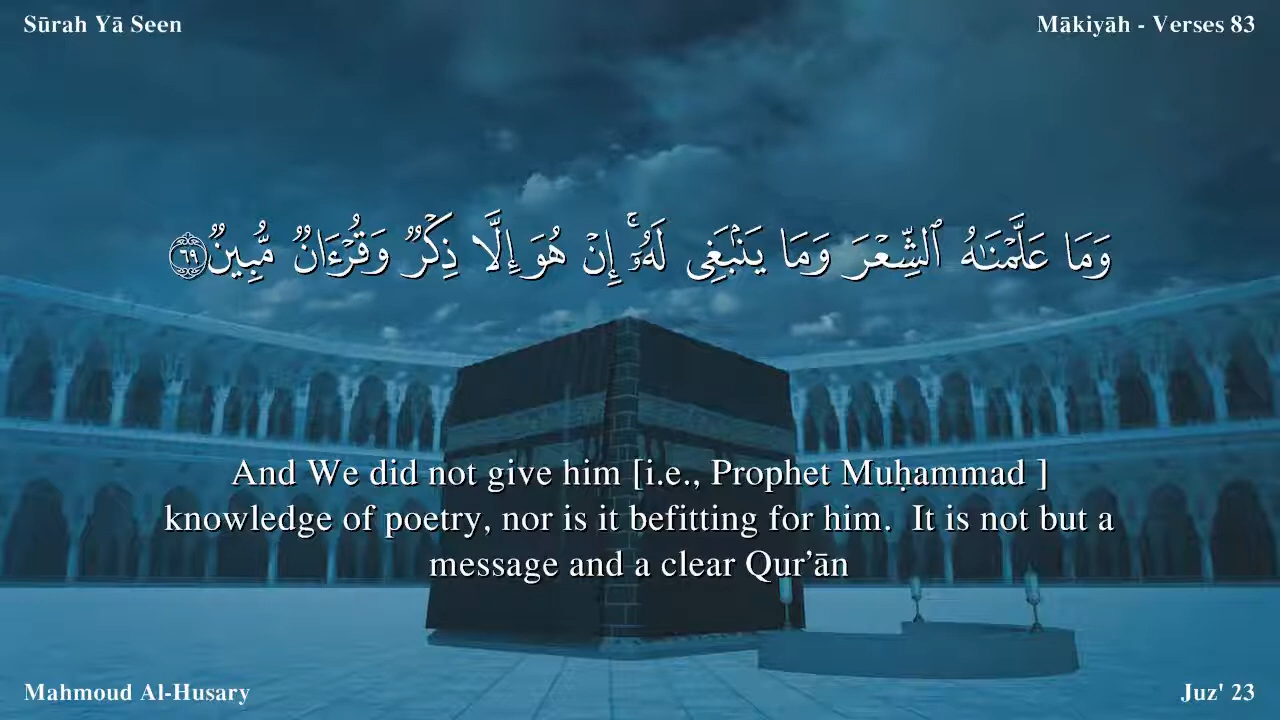 Sūrah Yā Seen
Mākiyāh - Verses 83
وَمَا عَلَّمْنَـٰهُ ٱلشِّعْرَ وَمَا يَنۢبَغِى لَهُۥٓ ۚ إِنْ هُوَ إِلَّا ذِكْرٌ وَقُرْءَانٌ مُّبِينٌ ٦٩
And We did not give him [i.e., Prophet Muḥammad ]
knowledge of poetry, nor is it befitting for him.  It is not but a
message and a clear Qur’ān
Mahmoud Al-Husary
Juz' 23